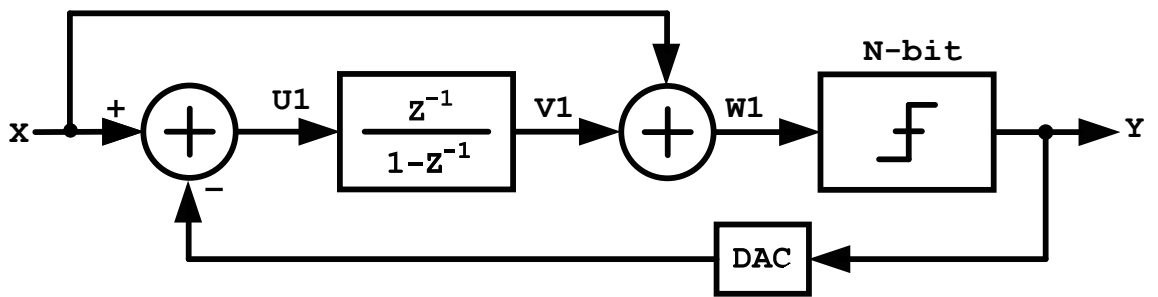 N-bit
X
+
U1
Z⁻¹
1-Z⁻¹
V1
W1
Y
−
DAC